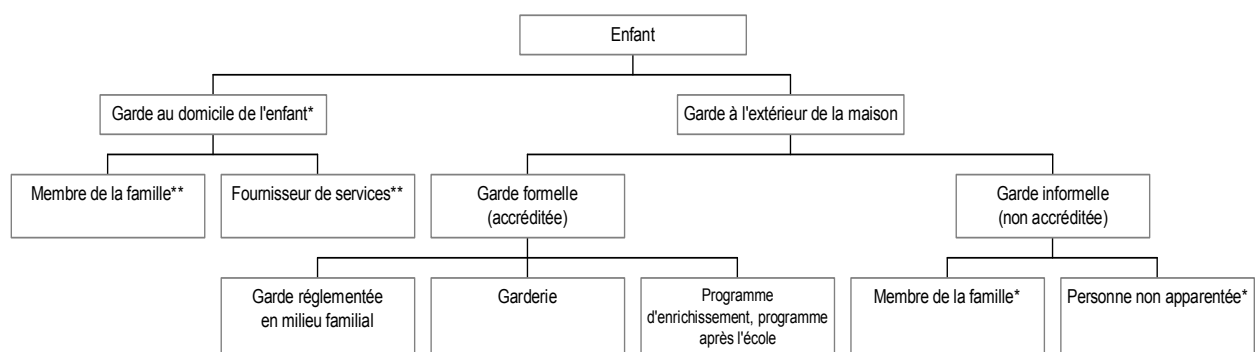 Enfant
Garde au domicile de l'enfant*
Garde à l'extérieur de la maison
Membre de la famille**
Fournisseur de services**
Garde formelle
(accréditée)
Garde informelle
(non accréditée)
Garde réglementée
en milieu familial
Garderie
Programme
d'enrichissement, programme
après l'école
Membre de la famille*
Personne non apparentée*